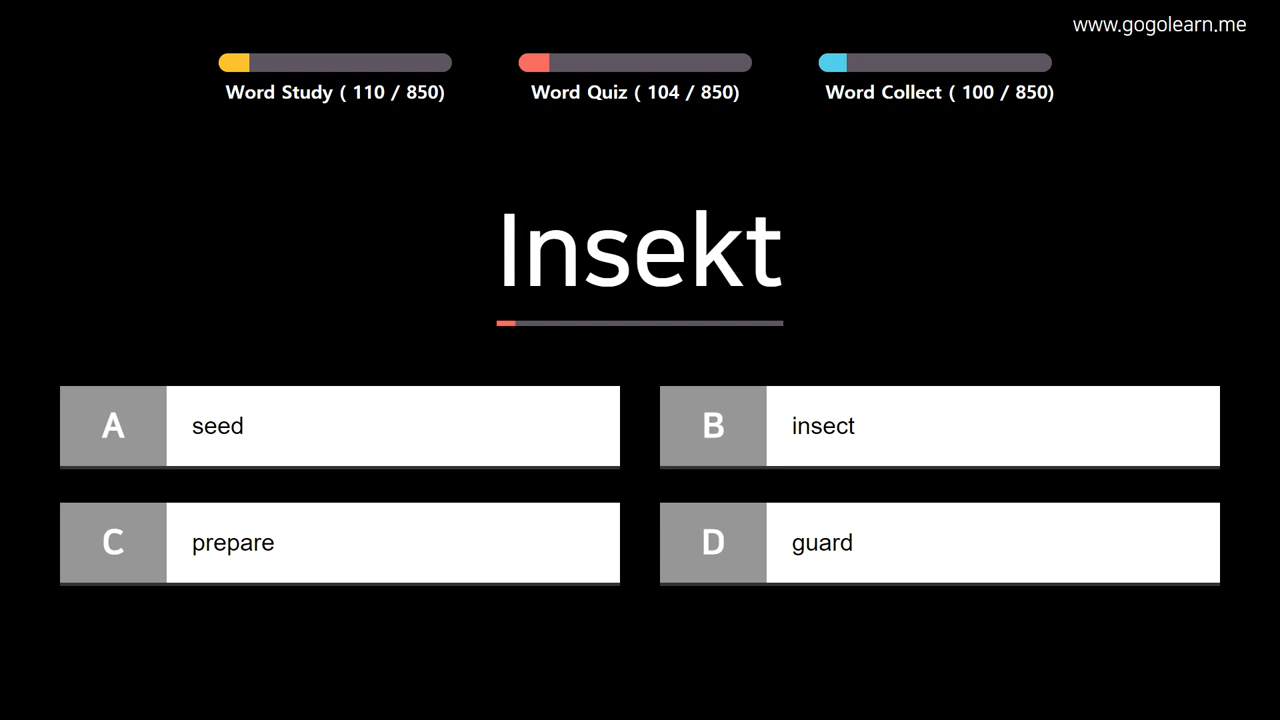 www.gogolearn.me
Word Study ( 110 / 850)
Word Quiz ( 104 / 850)
Word Collect ( 100 / 850)
Insekt
A seed
B insect
C prepare
D guard